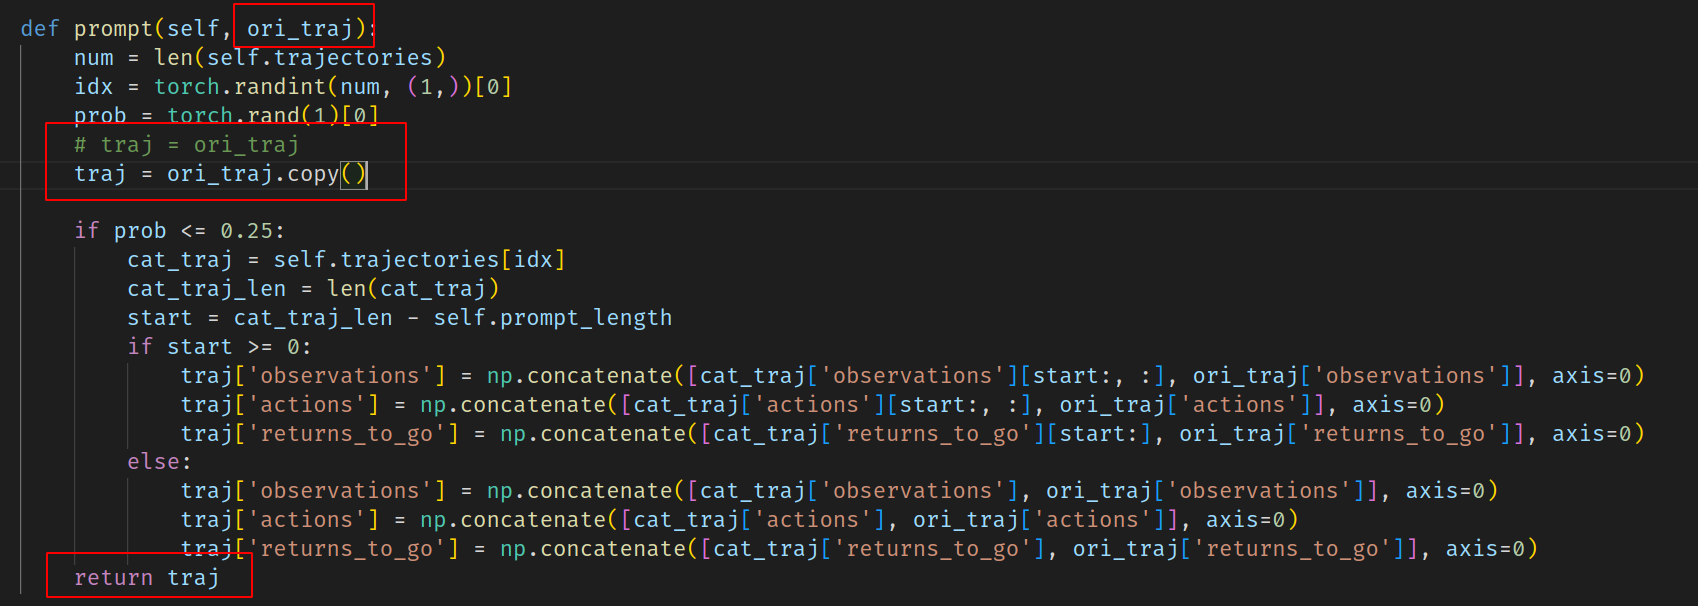 def prompt(self, ori_traj):
    num = len(self.trajectories)
    idx = torch.randint(num, (1,))[0]
    prob = torch.rand(1)[0]
    # traj = ori_traj
    traj = ori_traj.copy()

    if prob <= 0.25:
        cat_traj = self.trajectories[idx]
        cat_traj_len = len(cat_traj)
        start = cat_traj_len - self.prompt_length
        if start >= 0:
            traj['observations'] = np.concatenate([cat_traj['observations'][start:, :], ori_traj['observations']], axis=0)
            traj['actions'] = np.concatenate([cat_traj['actions'][start:, :], ori_traj['actions']], axis=0)
            traj['returns_to_go'] = np.concatenate([cat_traj['returns_to_go'][start:], ori_traj['returns_to_go']], axis=0)
        else:
            traj['observations'] = np.concatenate([cat_traj['observations'], ori_traj['observations']], axis=0)
            traj['actions'] = np.concatenate([cat_traj['actions'], ori_traj['actions']], axis=0)
            traj['returns_to_go'] = np.concatenate([cat_traj['returns_to_go'], ori_traj['returns_to_go']], axis=0)
    return traj